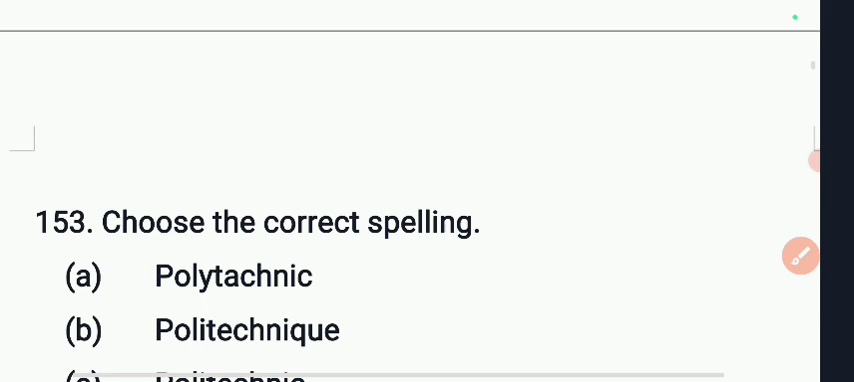 153. Choose the correct spelling.
(a) Polytachnic
(b) Politechnique